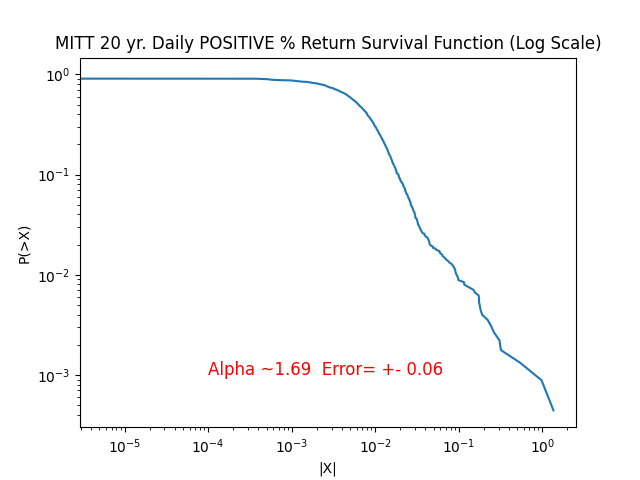 MITT 20 yr. Daily POSITIVE % Return Survival Function (Log Scale)
10⁰
10⁻¹
10⁻²
10⁻³
P(>X)
Alpha ~1.69  Error= +- 0.06
10⁻⁵ 10⁻⁴ 10⁻³ 10⁻² 10⁻¹ 10⁰
|X|